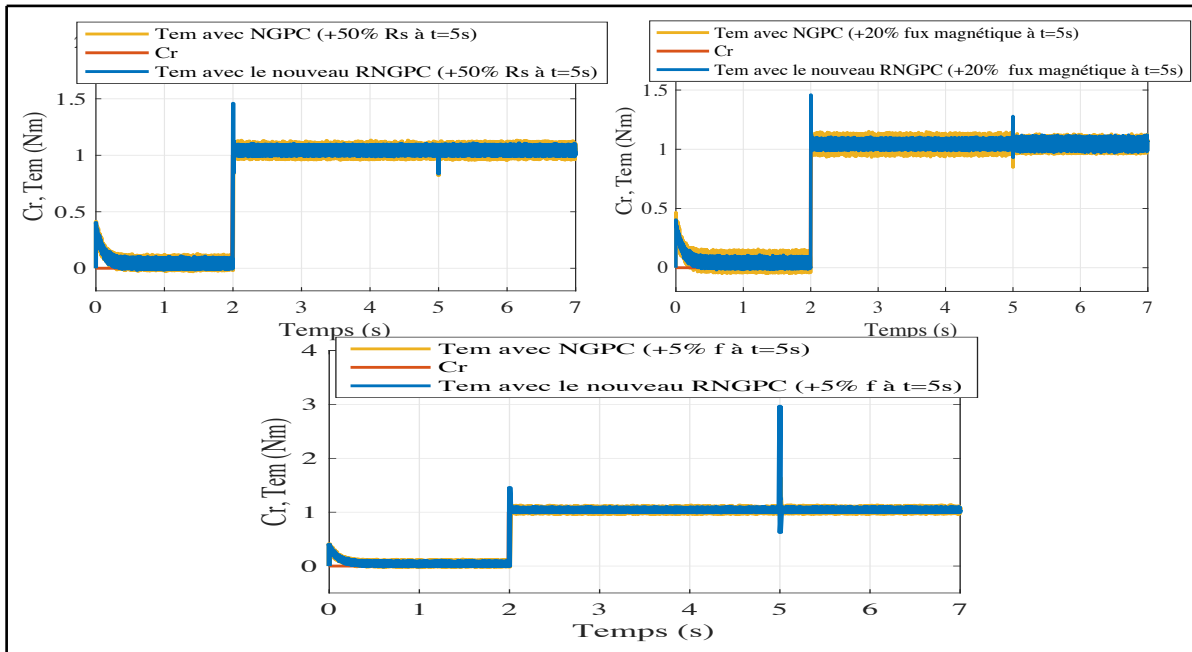 Tem avec NGPC (+50% Rs à t=5s)
Cr
Tem avec le nouveau RNGPC (+50% Rs à t=5s)
1.5
1
0.5
0
Cr, Tem (Nm)
0 1 2 3 4 5 6 7
Temps (s)
Tem avec NGPC (+20% fux magnétique à t=5s)
Cr
Tem avec le nouveau RNGPC (+20% fux magnétique à t=5s)
1.5
1
0.5
0
Cr, Tem (Nm)
0 1 2 3 4 5 6 7
Temps (s)
Tem avec NGPC (+5% f à t=5s)
Cr
Tem avec le nouveau RNGPC (+5% f à t=5s)
4
3
2
1
0
Cr, Tem (Nm)
0 1 2 3 4 5 6 7
Temps (s)